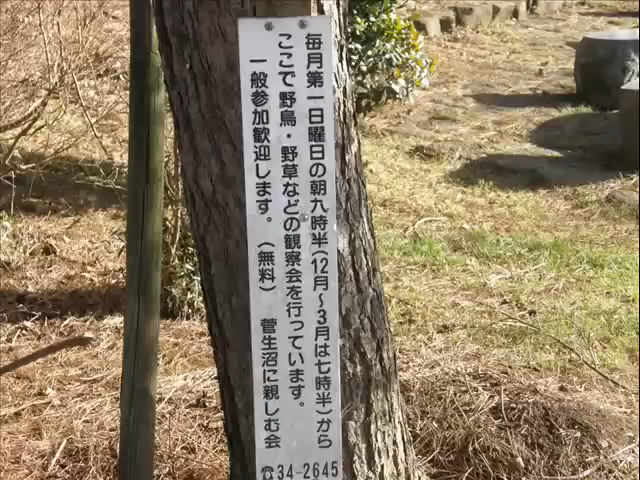 毎月第一日曜日の朝九時半(12月～3月は七時半)から
ここで野鳥・野草などの観察会を行っています。
一般参加歓迎します。(無料) 菅生沼に親しむ会
☎34-2645